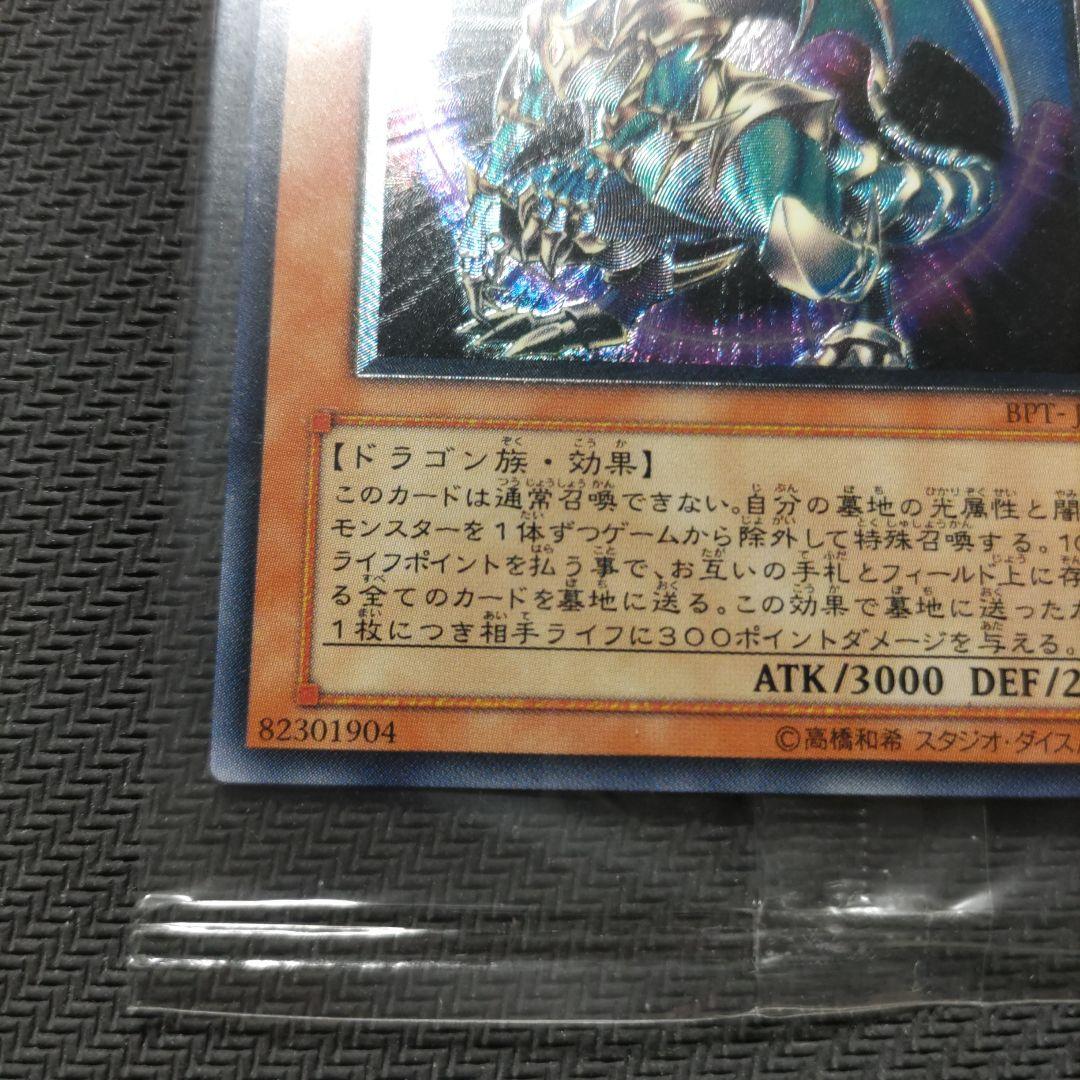 BPT-J
【ドラゴン族・効果】
このカードは通常召喚できない。自分の墓地の光属性と闇
モンスターを1体ずつゲームから除外して特殊召喚する。10
ライフポイントを払う事で、お互いの手札とフィールド上に存
る全てのカードを墓地に送る。この効果で墓地に送ったカ
1枚につき相手ライフに300ポイントダメージを与える。
ATK/3000 DEF/2
82301904
©高橋和希 スタジオ・ダイス